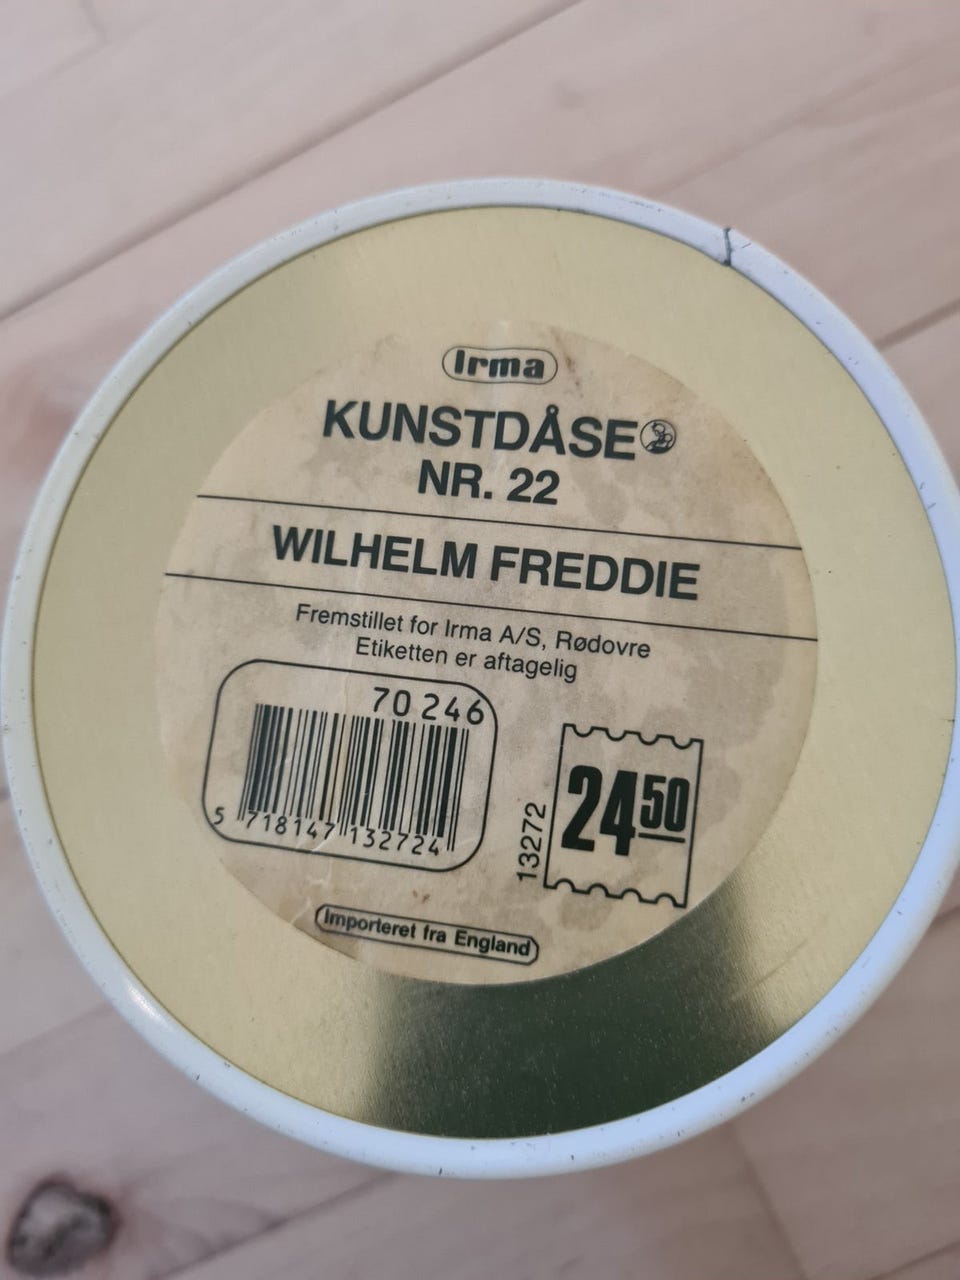 Irma
KUNSTDÅSE
NR. 22
WILHELM FREDDIE
Fremstillet for Irma A/S, Rødovre
Etiketten er aftagelig
70 246
5 718147 132724
13272
24 50
Importeret fra England